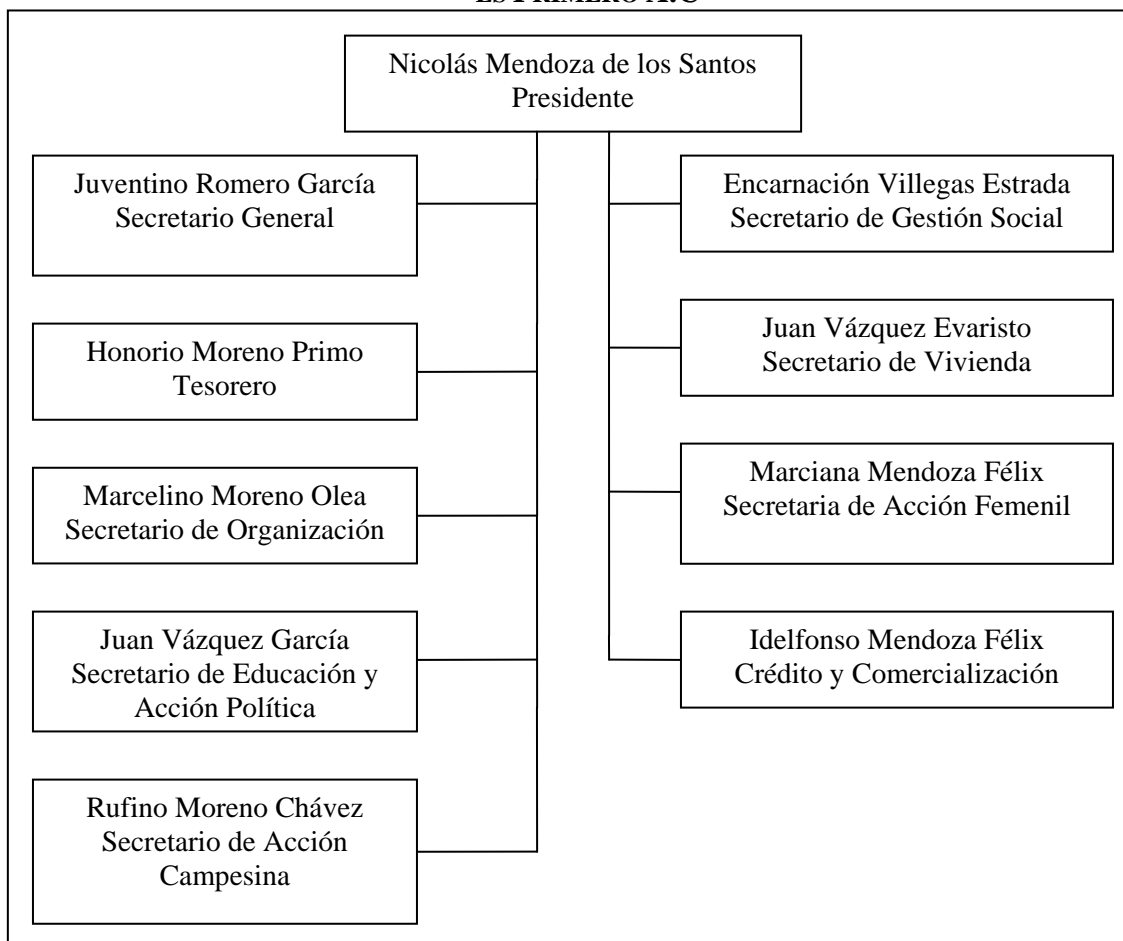 ES PRIMERO A.C
Nicolás Mendoza de los Santos
Presidente
Juventino Romero García
Secretario General
Honorio Moreno Primo
Tesorero
Marcelino Moreno Olea
Secretario de Organización
Juan Vázquez García
Secretario de Educación y
Acción Política
Rufino Moreno Chávez
Secretario de Acción
Campesina
Encarnación Villegas Estrada
Secretario de Gestión Social
Juan Vázquez Evaristo
Secretario de Vivienda
Marciana Mendoza Félix
Secretaria de Acción Femenil
Idelfonso Mendoza Félix
Crédito y Comercialización